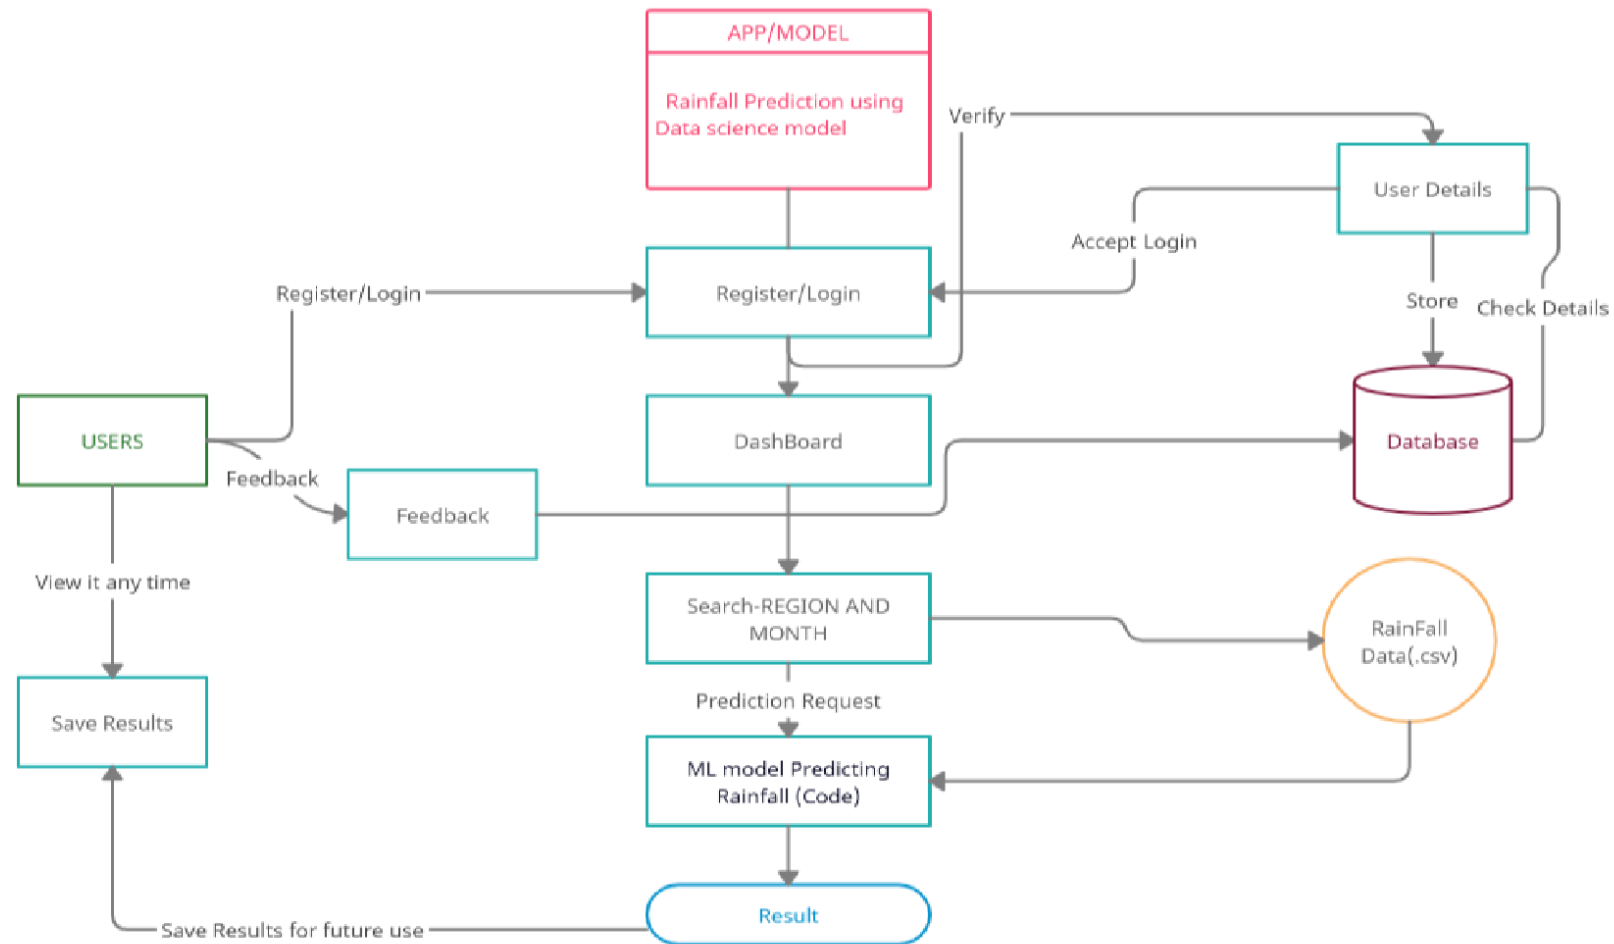 APP/MODEL
Rainfall Prediction using
Data science model
Verify
User Details
Accept Login
Register/Login
Register/Login
Store
Check Details
USERS
DashBoard
Database
Feedback
Feedback
View it any time
Search-REGION AND
MONTH
RainFall
Data(.csv)
Prediction Request
Save Results
ML model Predicting
Rainfall (Code)
Result
Save Results for future use